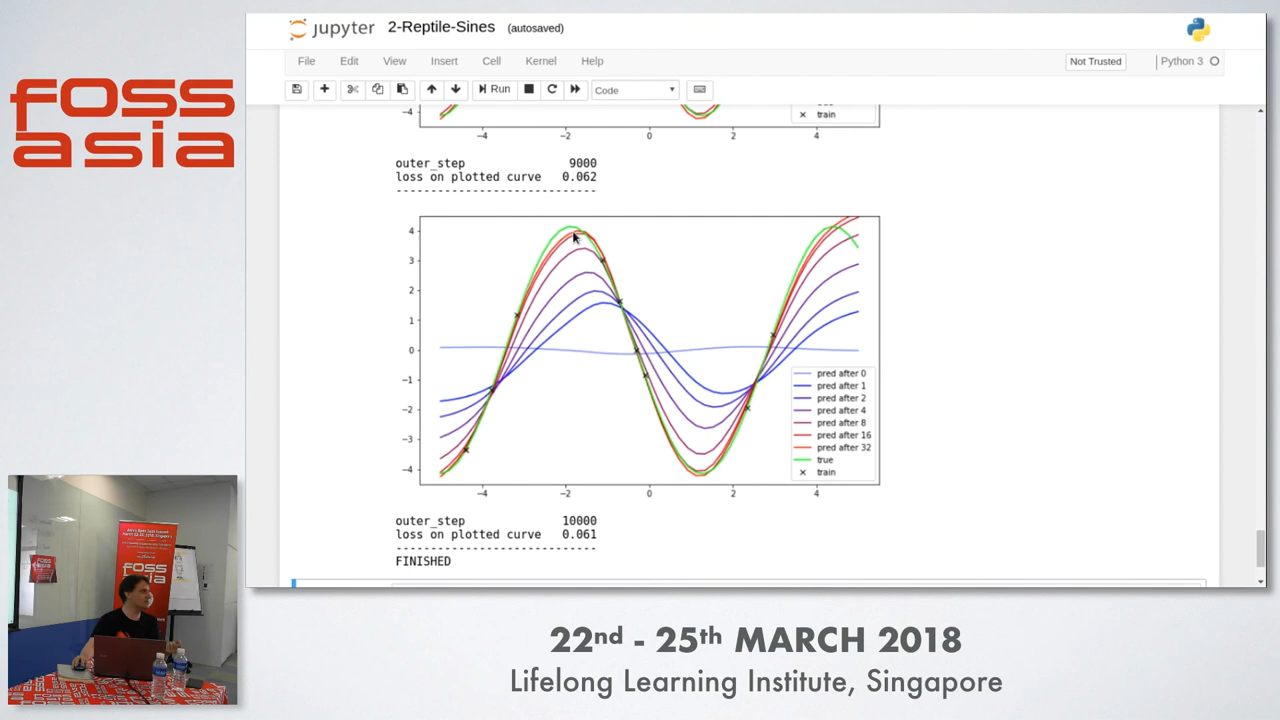 FOSS
asia
jupyter 2-Reptile-Sines (autosaved)
File Edit View Insert Cell Kernel Help Not Trusted Python 3
Run Code
−4
train
−4 −2 0 2 4
outer_step 9000
loss on plotted curve 0.062
----------------------------
4
3
2
1
0
−1
−2
−3
−4
−4 −2 0 2 4
pred after 0
pred after 1
pred after 2
pred after 4
pred after 8
pred after 16
pred after 32
true
train
outer_step 10000
loss on plotted curve 0.061
----------------------------
FINISHED
FOSS
asia
22nd - 25th MARCH 2018
Lifelong Learning Institute, Singapore